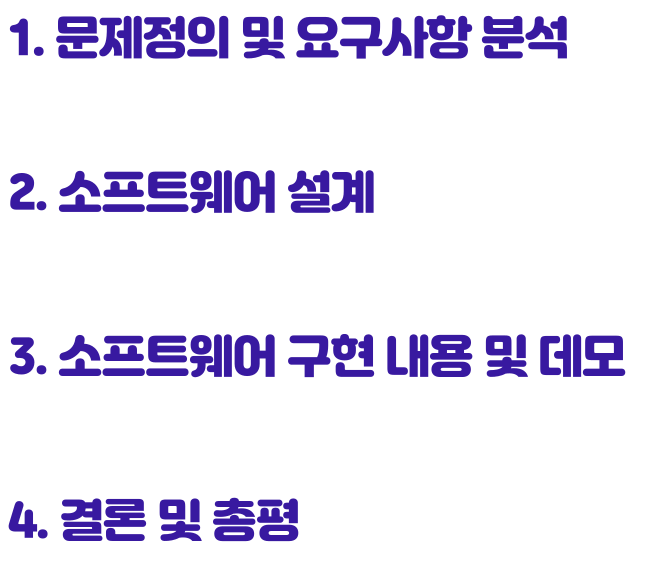 1. 문제정의 및 요구사항 분석
2. 소프트웨어 설계
3. 소프트웨어 구현 내용 및 데모
4. 결론 및 총평